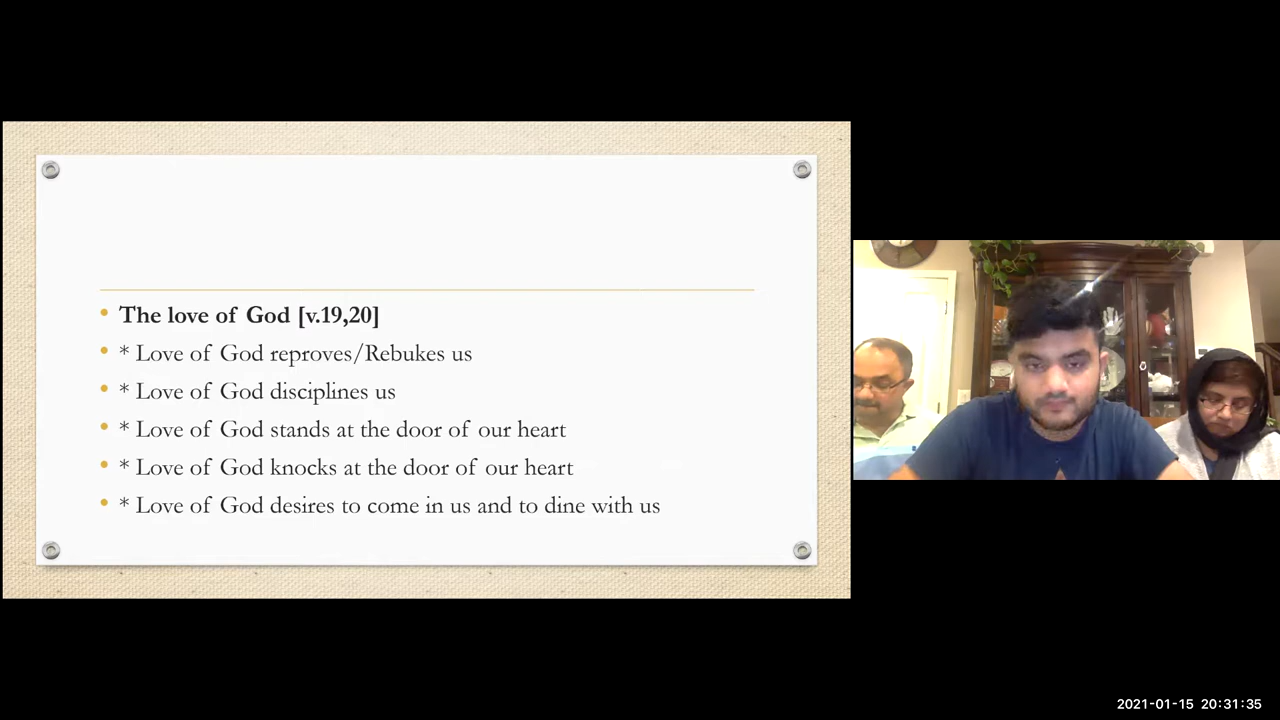 The love of God [v.19,20]
* Love of God reproves/Rebukes us
* Love of God disciplines us
* Love of God stands at the door of our heart
* Love of God knocks at the door of our heart
* Love of God desires to come in us and to dine with us
2021-01-15 20:31:35